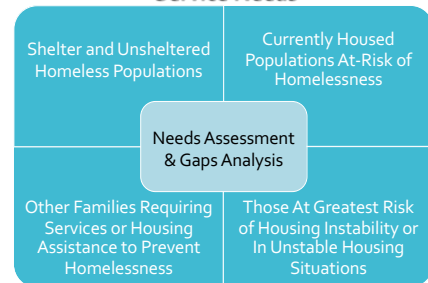 Shelter and Unsheltered
Homeless Populations
Currently Housed
Populations At-Risk of
Homelessness
Needs Assessment
& Gaps Analysis
Other Families Requiring
Services or Housing
Assistance to Prevent
Homelessness
Those At Greatest Risk
of Housing Instability or
In Unstable Housing
Situations